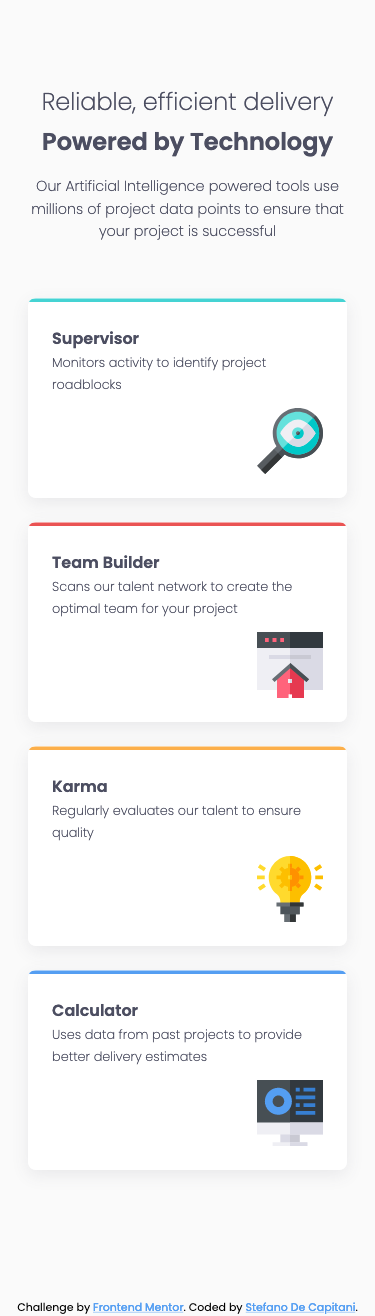 Reliable, efficient delivery
Powered by Technology
Our Artificial Intelligence powered tools use
millions of project data points to ensure that
your project is successful
Supervisor
Monitors activity to identify project
roadblocks
Team Builder
Scans our talent network to create the
optimal team for your project
Karma
Regularly evaluates our talent to ensure
quality
Calculator
Uses data from past projects to provide
better delivery estimates
Challenge by Frontend Mentor. Coded by Stefano De Capitani.